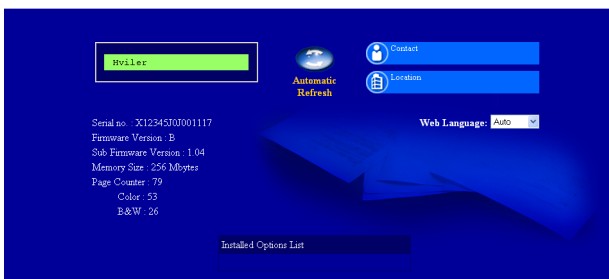 Hviler
Automatic
Refresh
Contact
Location
Web Language: Auto
Serial no. : X12345J0J001117
Firmware Version : B
Sub Firmware Version : 1.04
Memory Size : 256 Mbytes
Page Counter : 79
Color : 53
B&W : 26
Installed Options List